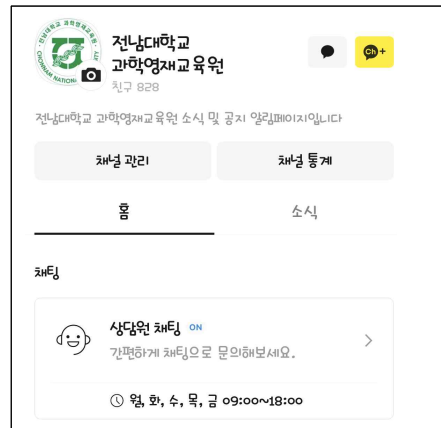 전남대학교
과학영재교육원
친구 828
Ch+
전남대학교 과학영재교육원 소식 및 공지 알림페이지입니다
채널 관리
채널 통계
홈
소식
채팅
상담원 채팅 ON
간편하게 채팅으로 문의해보세요.
월, 화, 수, 목, 금 09:00~18:00